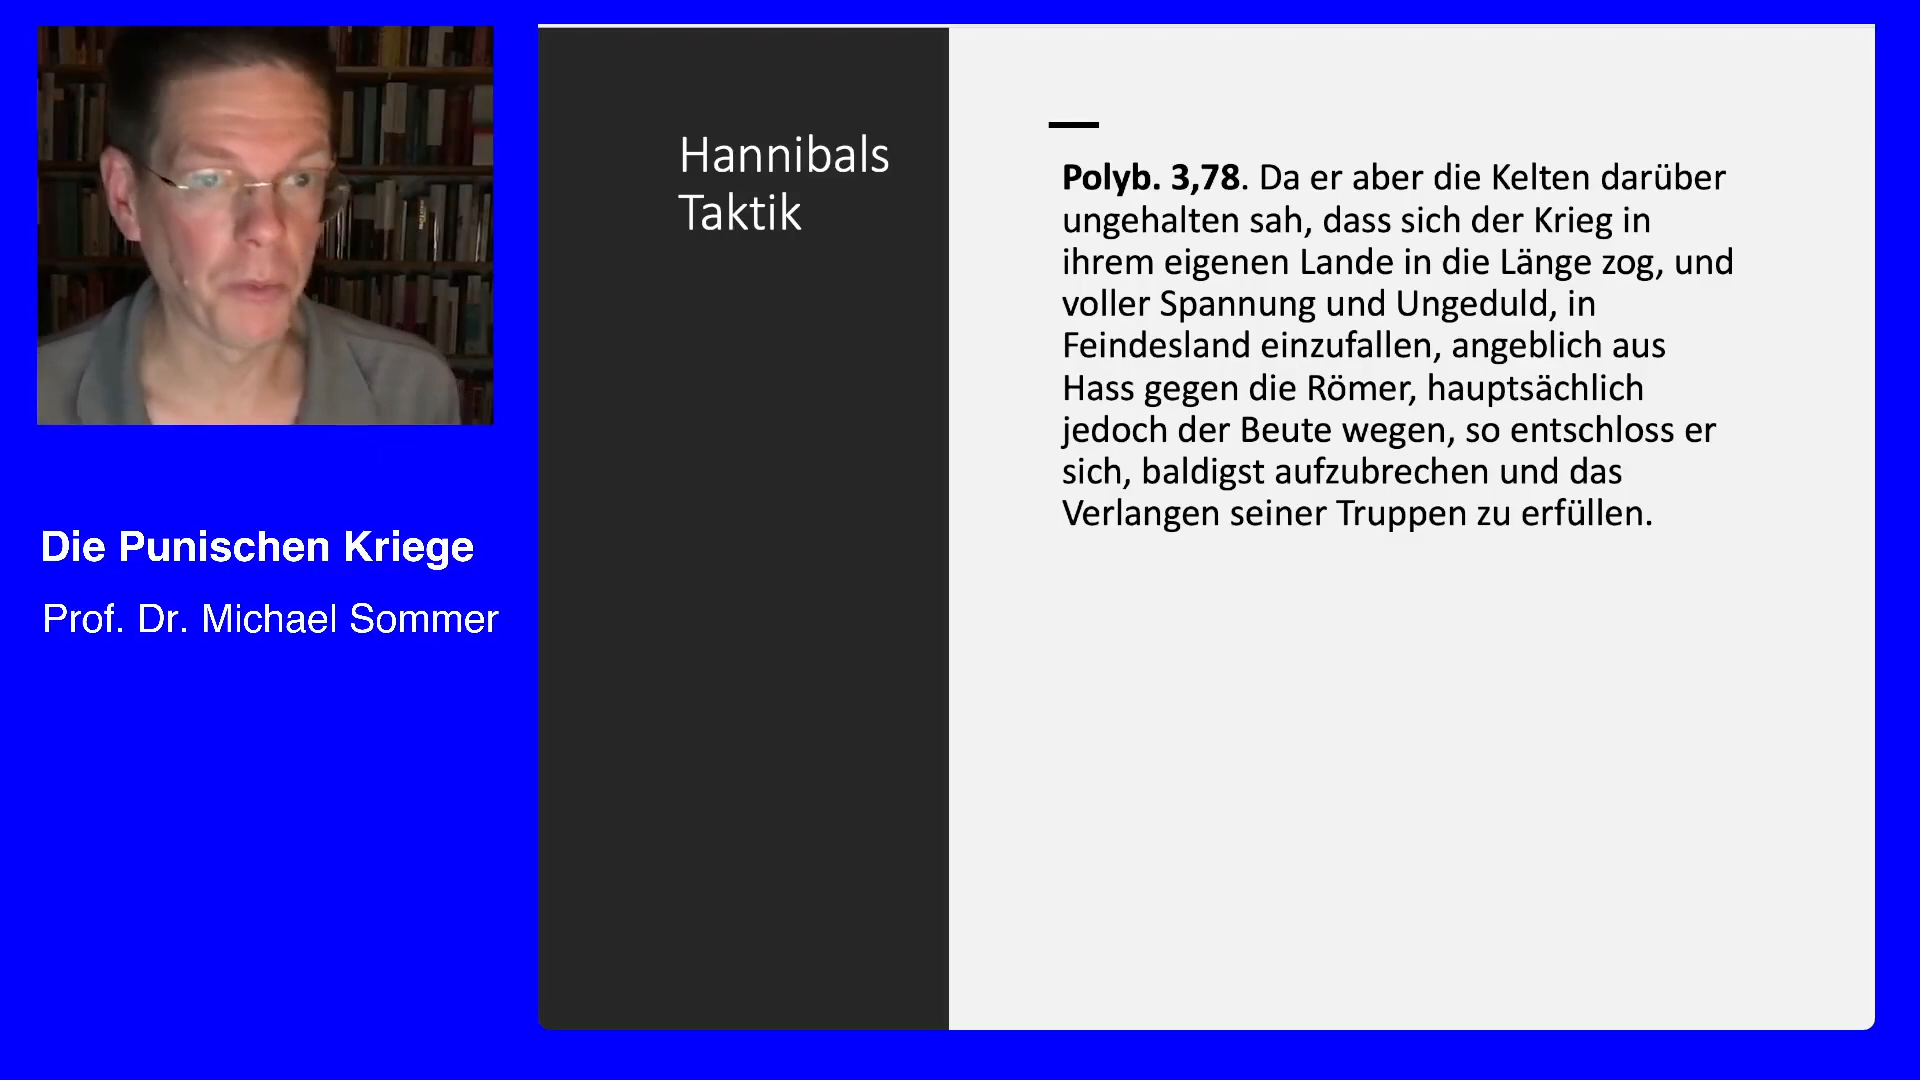 Die Punischen Kriege
Prof. Dr. Michael Sommer
Hannibals
Taktik
Polyb. 3,78. Da er aber die Kelten darüber
ungehalten sah, dass sich der Krieg in
ihrem eigenen Lande in die Länge zog, und
voller Spannung und Ungeduld, in
Feindesland einzufallen, angeblich aus
Hass gegen die Römer, hauptsächlich
jedoch der Beute wegen, so entschloss er
sich, baldigst aufzubrechen und das
Verlangen seiner Truppen zu erfüllen.